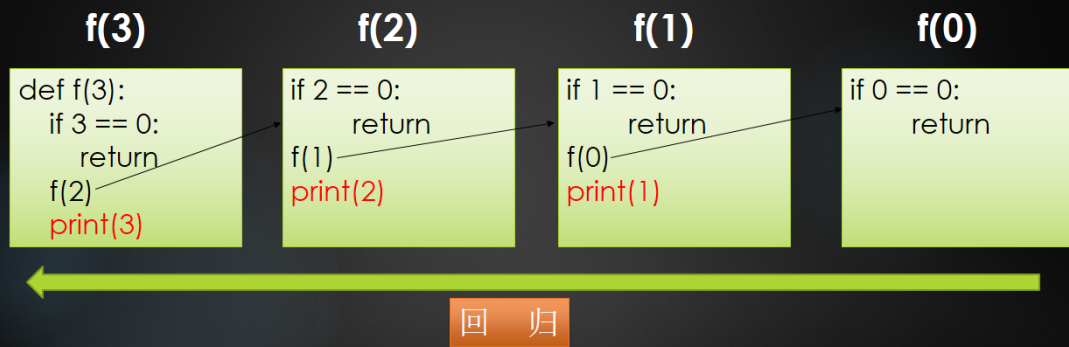 f(3)
f(2)
f(1)
f(0)
def f(3):
if 3 == 0:
return
f(2)
print(3)
if 2 == 0:
return
f(1)
print(2)
if 1 == 0:
return
f(0)
print(1)
if 0 == 0:
return
回 归